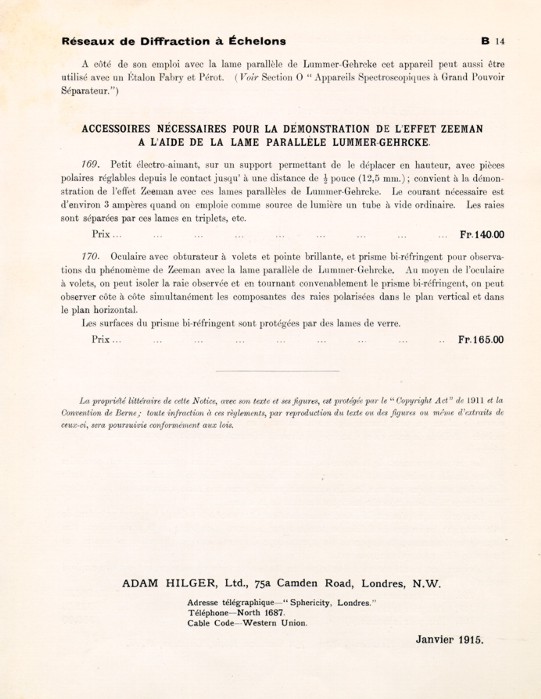 Réseaux de Diffraction à Échelons B 14
A côté de son emploi avec la lame parallèle de Lummer-Gehrcke cet appareil peut aussi être
utilisé avec un Étalon Fabry et Pérot. (Voir Section O "Appareils Spectroscopiques à Grand Pouvoir
Séparateur.")
ACCESSOIRES NÉCESSAIRES POUR LA DÉMONSTRATION DE L'EFFET ZEEMAN
A L'AIDE DE LA LAME PARALLÈLE LUMMER-GEHRCKE.
169. Petit électro-aimant, sur un support permettant de le déplacer en hauteur, avec pièces
polaires réglables depuis le contact jusqu' à une distance de ½ pouce (12,5 mm.); convient à la démon-
stration de l'effet Zeeman avec ces lames parallèles de Lummer-Gehrcke. Le courant nécessaire est
d'environ 3 ampères quand on emploie comme source de lumière un tube à vide ordinaire. Les raies
sont séparées par ces lames en triplets, etc.
Prix ... ... ... ... ... ... ... ... ... Fr. 140.00
170. Oculaire avec obturateur à volets et pointe brillante, et prisme bi-réfringent pour observa-
tions du phénomène de Zeeman avec la lame parallèle de Lummer-Gehrcke. Au moyen de l'oculaire
à volets, on peut isoler la raie observée et en tournant convenablement le prisme bi-réfringent, on peut
observer côte à côte simultanément les composantes des raies polarisées dans le plan vertical et dans
le plan horizontal.
Les surfaces du prisme bi-réfringent sont protégées par des lames de verre.
Prix ... ... ... ... ... ... ... ... .. Fr. 165.00
La propriété littéraire de cette Notice, avec son texte et ses figures, est protégée par le "Copyright Act" de 1911 et la
Convention de Berne; toute infraction à ces règlements, par reproduction du texte ou des figures ou même d'extraits de
ceux-ci, sera poursuivie conformément aux lois.
ADAM HILGER, Ltd., 75a Camden Road, Londres, N.W.
Adresse télégraphique—"Sphericity, Londres."
Téléphone—North 1687.
Cable Code—Western Union.
Janvier 1915.